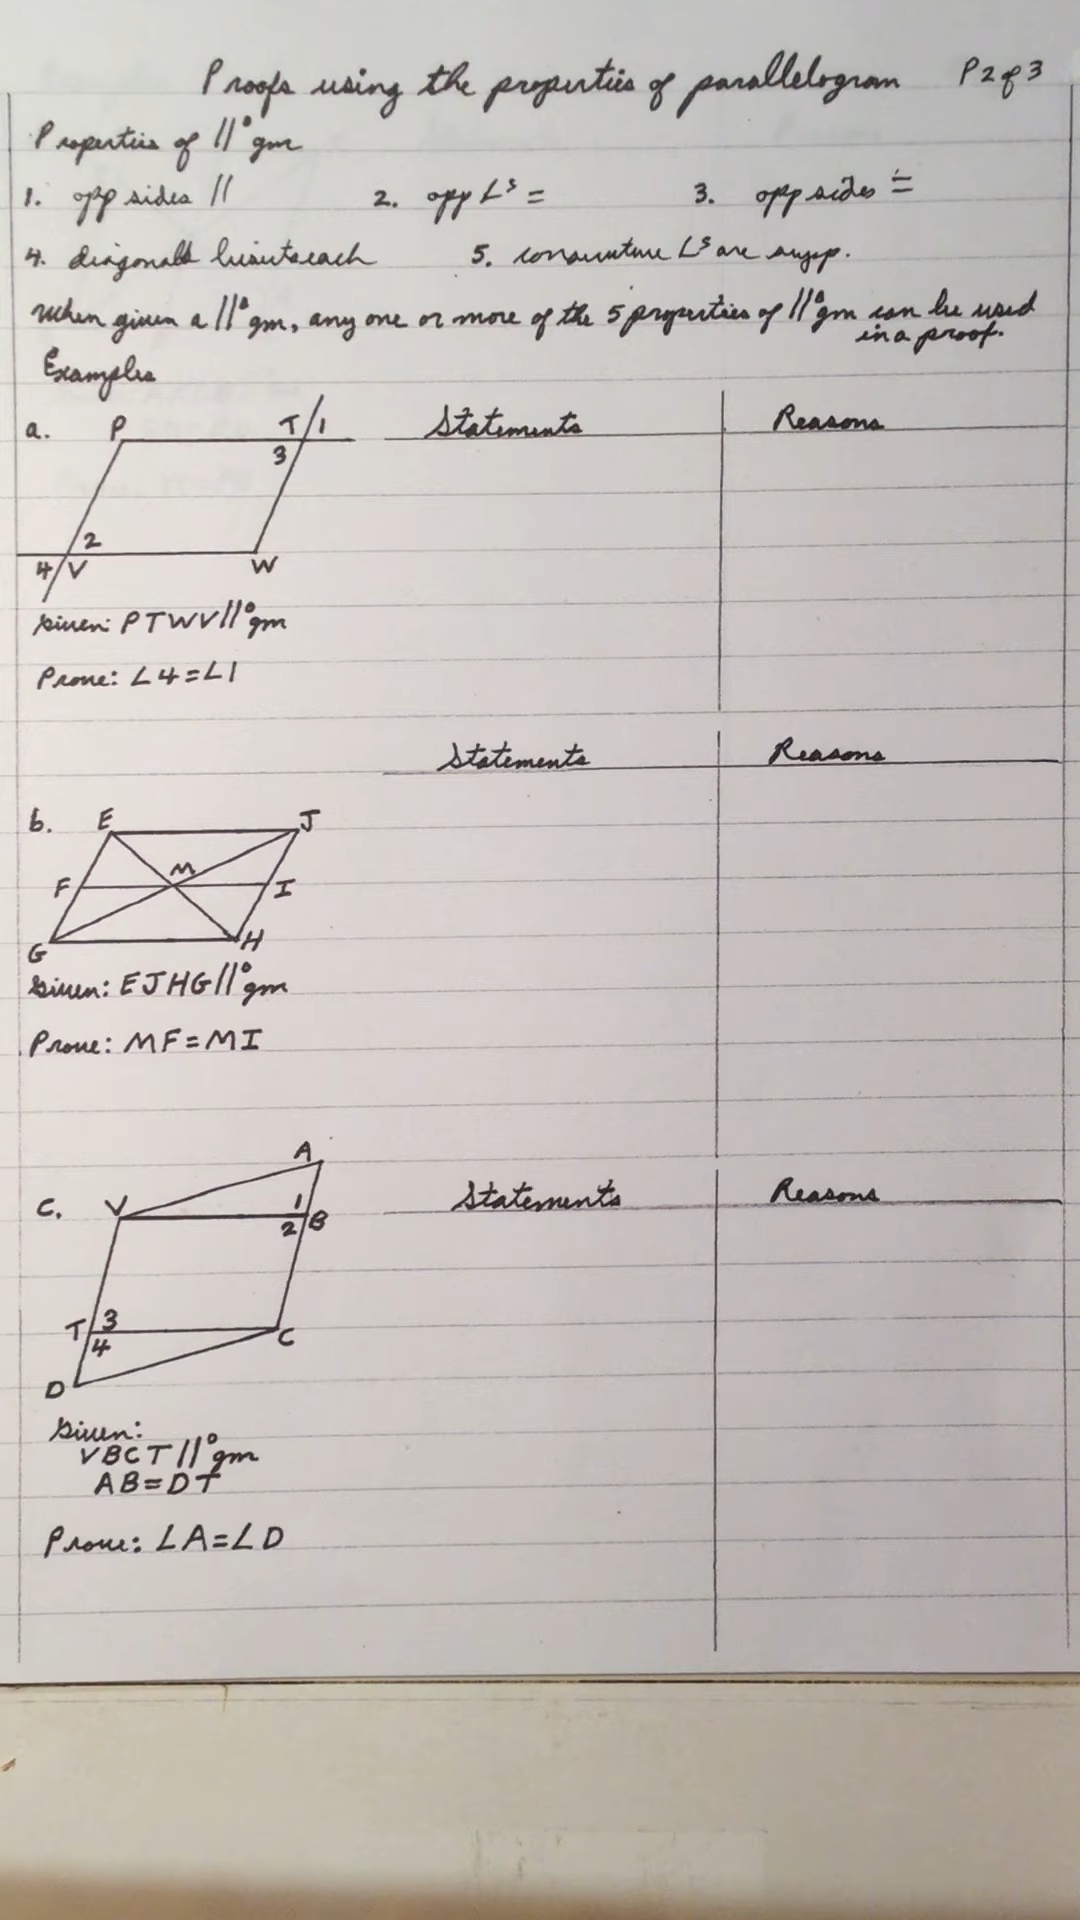 Proofs using the properties of parallelogram P 2 of 3
Properties of ||°gm
1. opp sides || 2. opp ∠s = 3. opp sides =
4. diagonals bisects each 5. consecutive ∠s are supp.
When given a ||°gm, any one or more of the 5 properties of ||°gm can be used
in a proof.
Examples
a. P T 1 Statements Reasons
3
2
4 V W
Given: PTWV ||°gm
Prove: ∠4=∠1
Statements Reasons
b. E J
M
F I
G H
Given: EJHG ||°gm
Prove: MF=MI
A
C. V 1 Statements Reasons
2 B
T 3
4 C
D
Given:
VBCT ||°gm
AB=DT
Prove: ∠A=∠D